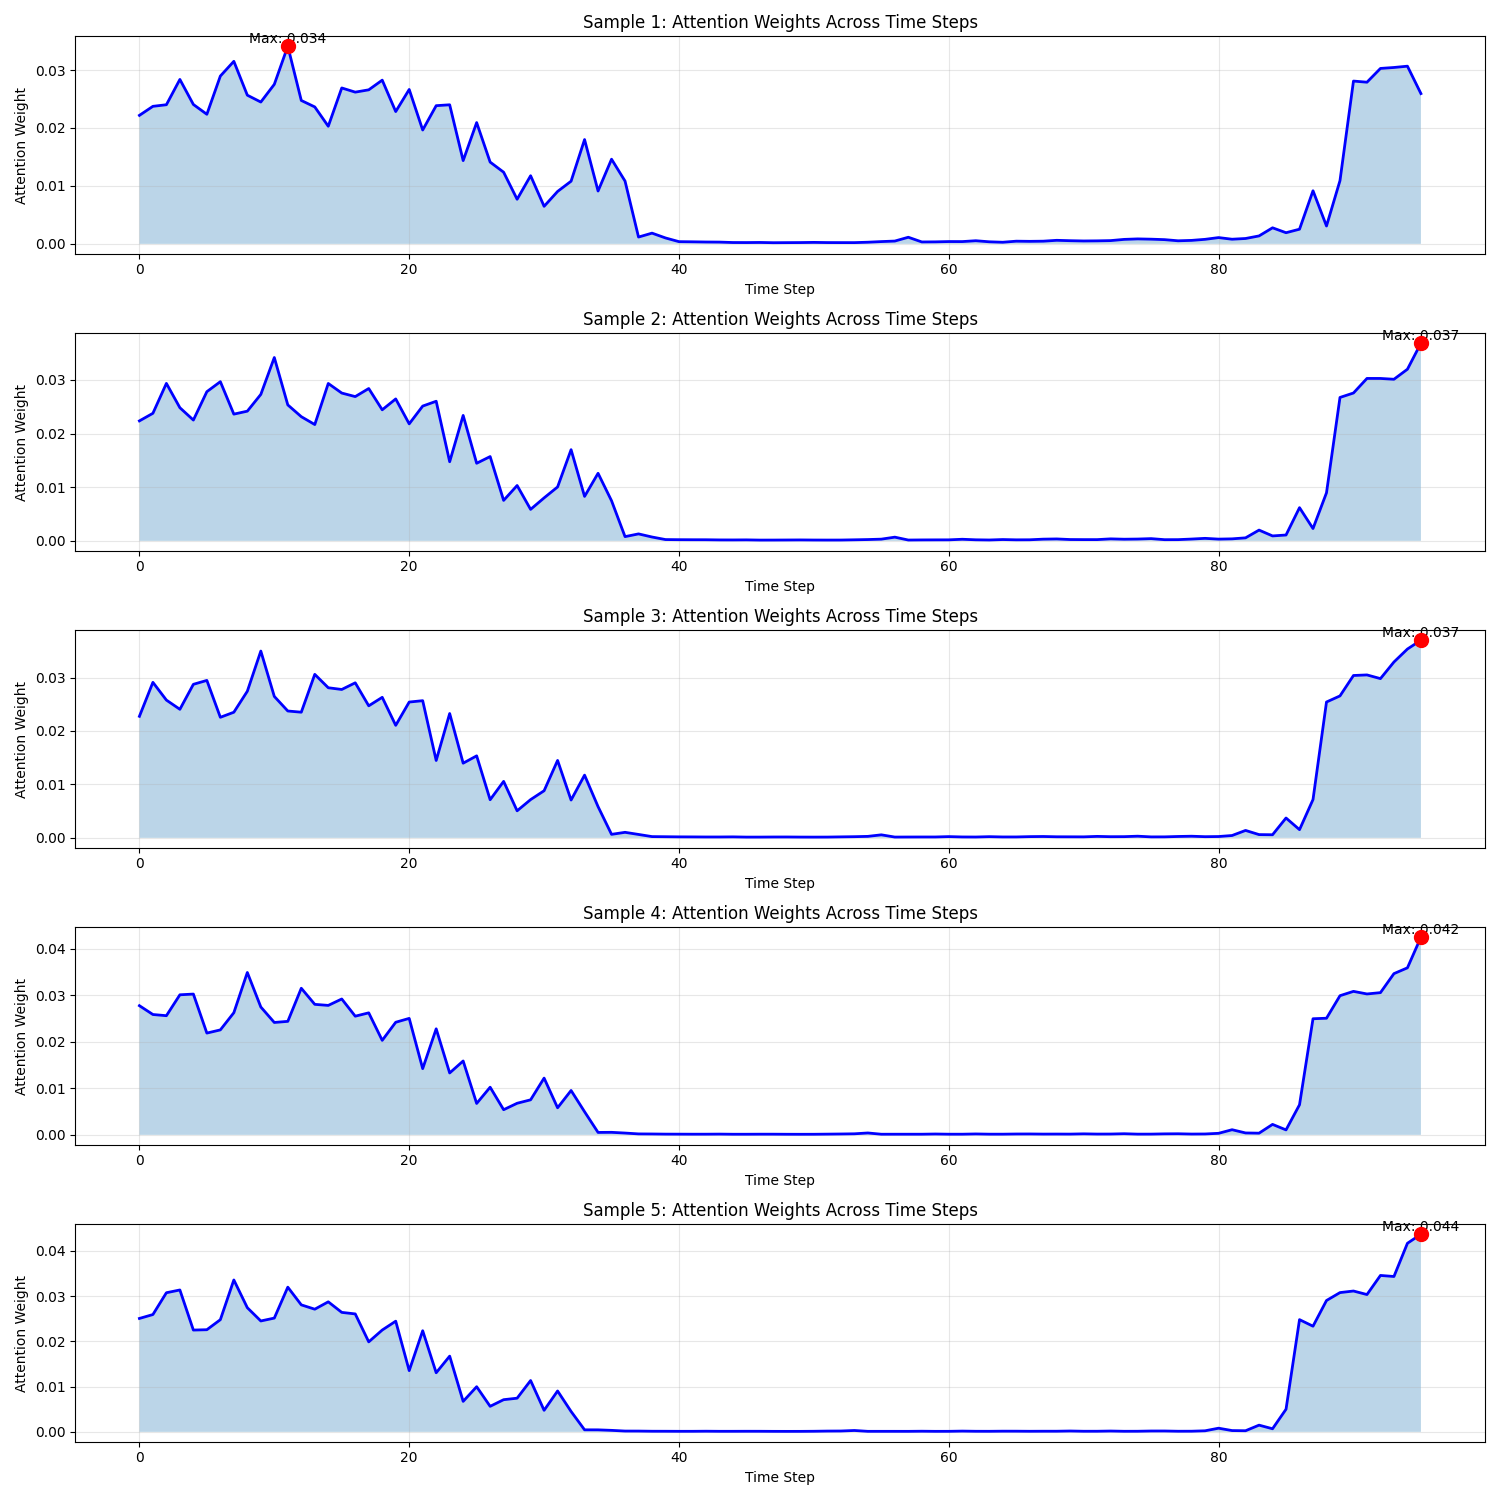 Sample 1: Attention Weights Across Time Steps
Max: 0.034
Attention Weight
0.03
0.02
0.01
0.00
0 20 40 60 80
Time Step
Sample 2: Attention Weights Across Time Steps
Max: 0.037
Attention Weight
0.03
0.02
0.01
0.00
0 20 40 60 80
Time Step
Sample 3: Attention Weights Across Time Steps
Max: 0.037
Attention Weight
0.03
0.02
0.01
0.00
0 20 40 60 80
Time Step
Sample 4: Attention Weights Across Time Steps
Max: 0.042
Attention Weight
0.04
0.03
0.02
0.01
0.00
0 20 40 60 80
Time Step
Sample 5: Attention Weights Across Time Steps
Max: 0.044
Attention Weight
0.04
0.03
0.02
0.01
0.00
0 20 40 60 80
Time Step